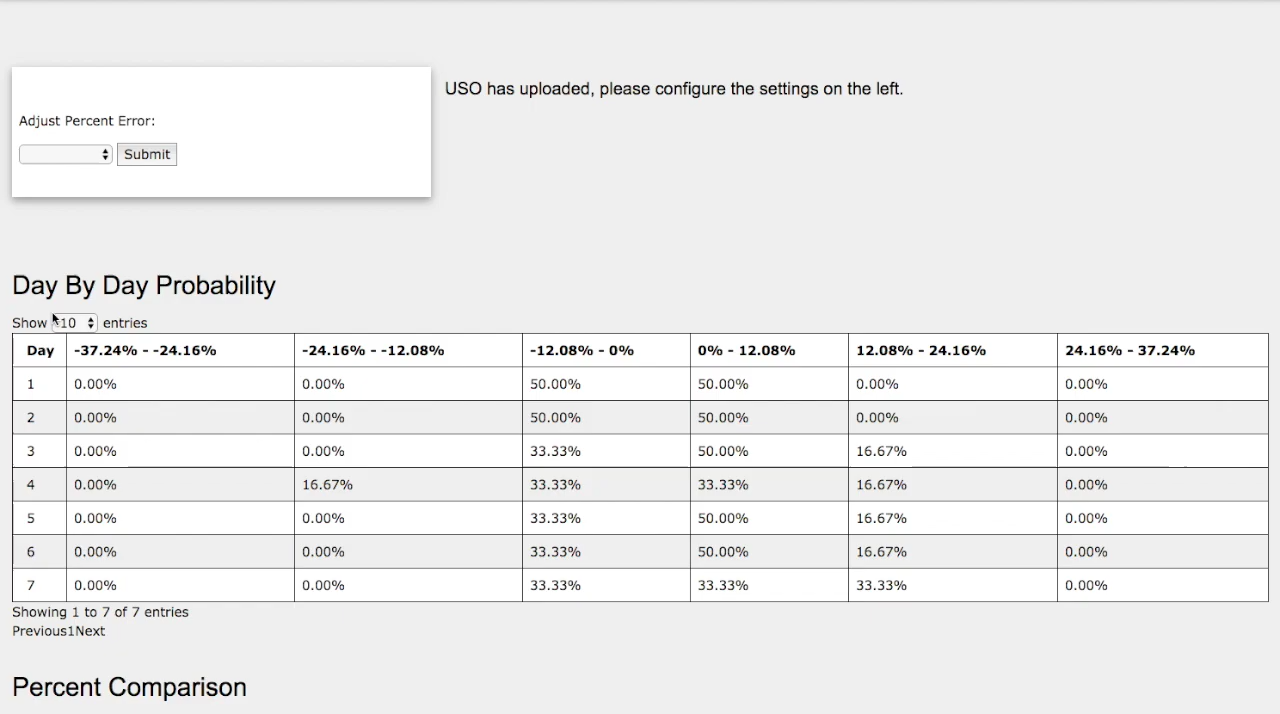 USO has uploaded, please configure the settings on the left.
Adjust Percent Error:
Submit
Day By Day Probability
Show 10 entries
Day -37.24% - -24.16% -24.16% - -12.08% -12.08% - 0% 0% - 12.08% 12.08% - 24.16% 24.16% - 37.24%
1 0.00% 0.00% 50.00% 50.00% 0.00% 0.00%
2 0.00% 0.00% 50.00% 50.00% 0.00% 0.00%
3 0.00% 0.00% 33.33% 50.00% 16.67% 0.00%
4 0.00% 16.67% 33.33% 33.33% 16.67% 0.00%
5 0.00% 0.00% 33.33% 50.00% 16.67% 0.00%
6 0.00% 0.00% 33.33% 50.00% 16.67% 0.00%
7 0.00% 0.00% 33.33% 33.33% 33.33% 0.00%
Showing 1 to 7 of 7 entries
Previous1Next
Percent Comparison